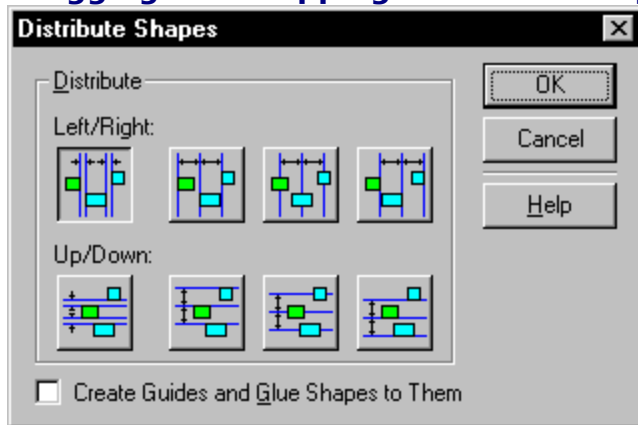 Distribute Shapes
Distribute
OK
Left/Right:
Cancel
Help
Up/Down:
Create Guides and Glue Shapes to Them